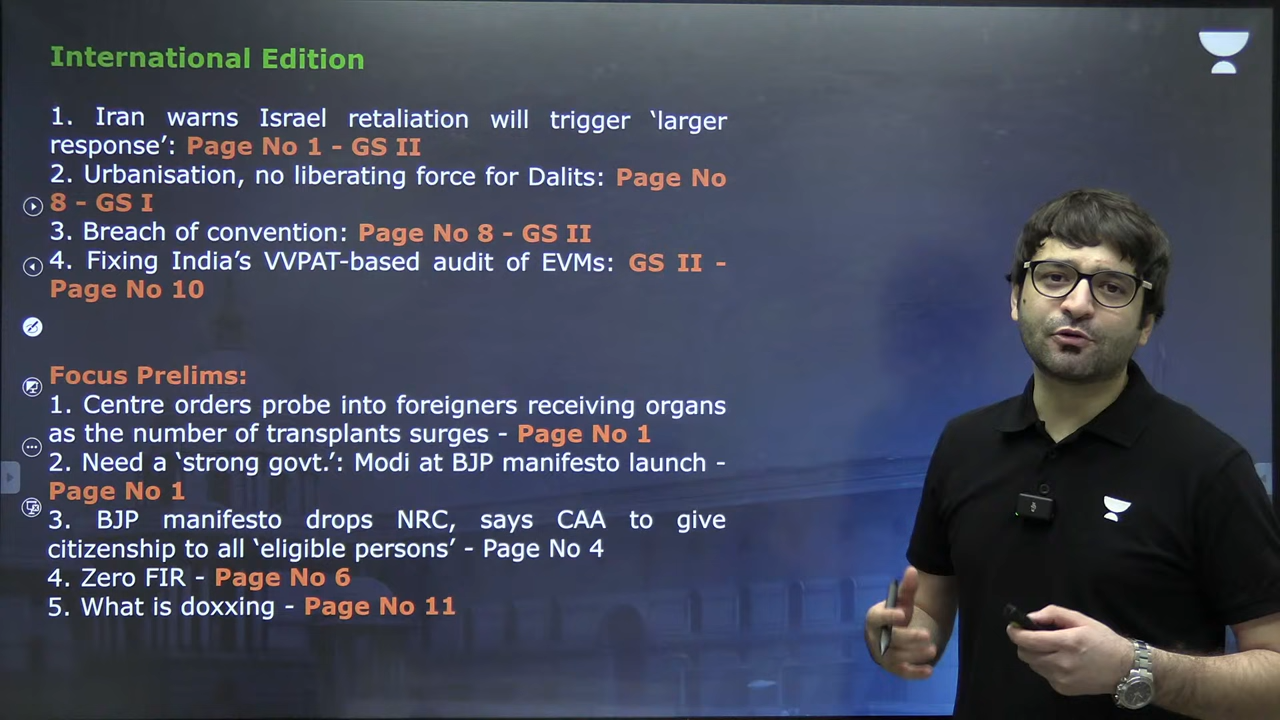 International Edition
1. Iran warns Israel retaliation will trigger ‘larger
response’: Page No 1 - GS II
2. Urbanisation, no liberating force for Dalits: Page No
8 - GS I
3. Breach of convention: Page No 8 - GS II
4. Fixing India’s VVPAT-based audit of EVMs: GS II -
Page No 10
Focus Prelims:
1. Centre orders probe into foreigners receiving organs
as the number of transplants surges - Page No 1
2. Need a ‘strong govt.’: Modi at BJP manifesto launch -
Page No 1
3. BJP manifesto drops NRC, says CAA to give
citizenship to all ‘eligible persons’ - Page No 4
4. Zero FIR - Page No 6
5. What is doxxing - Page No 11